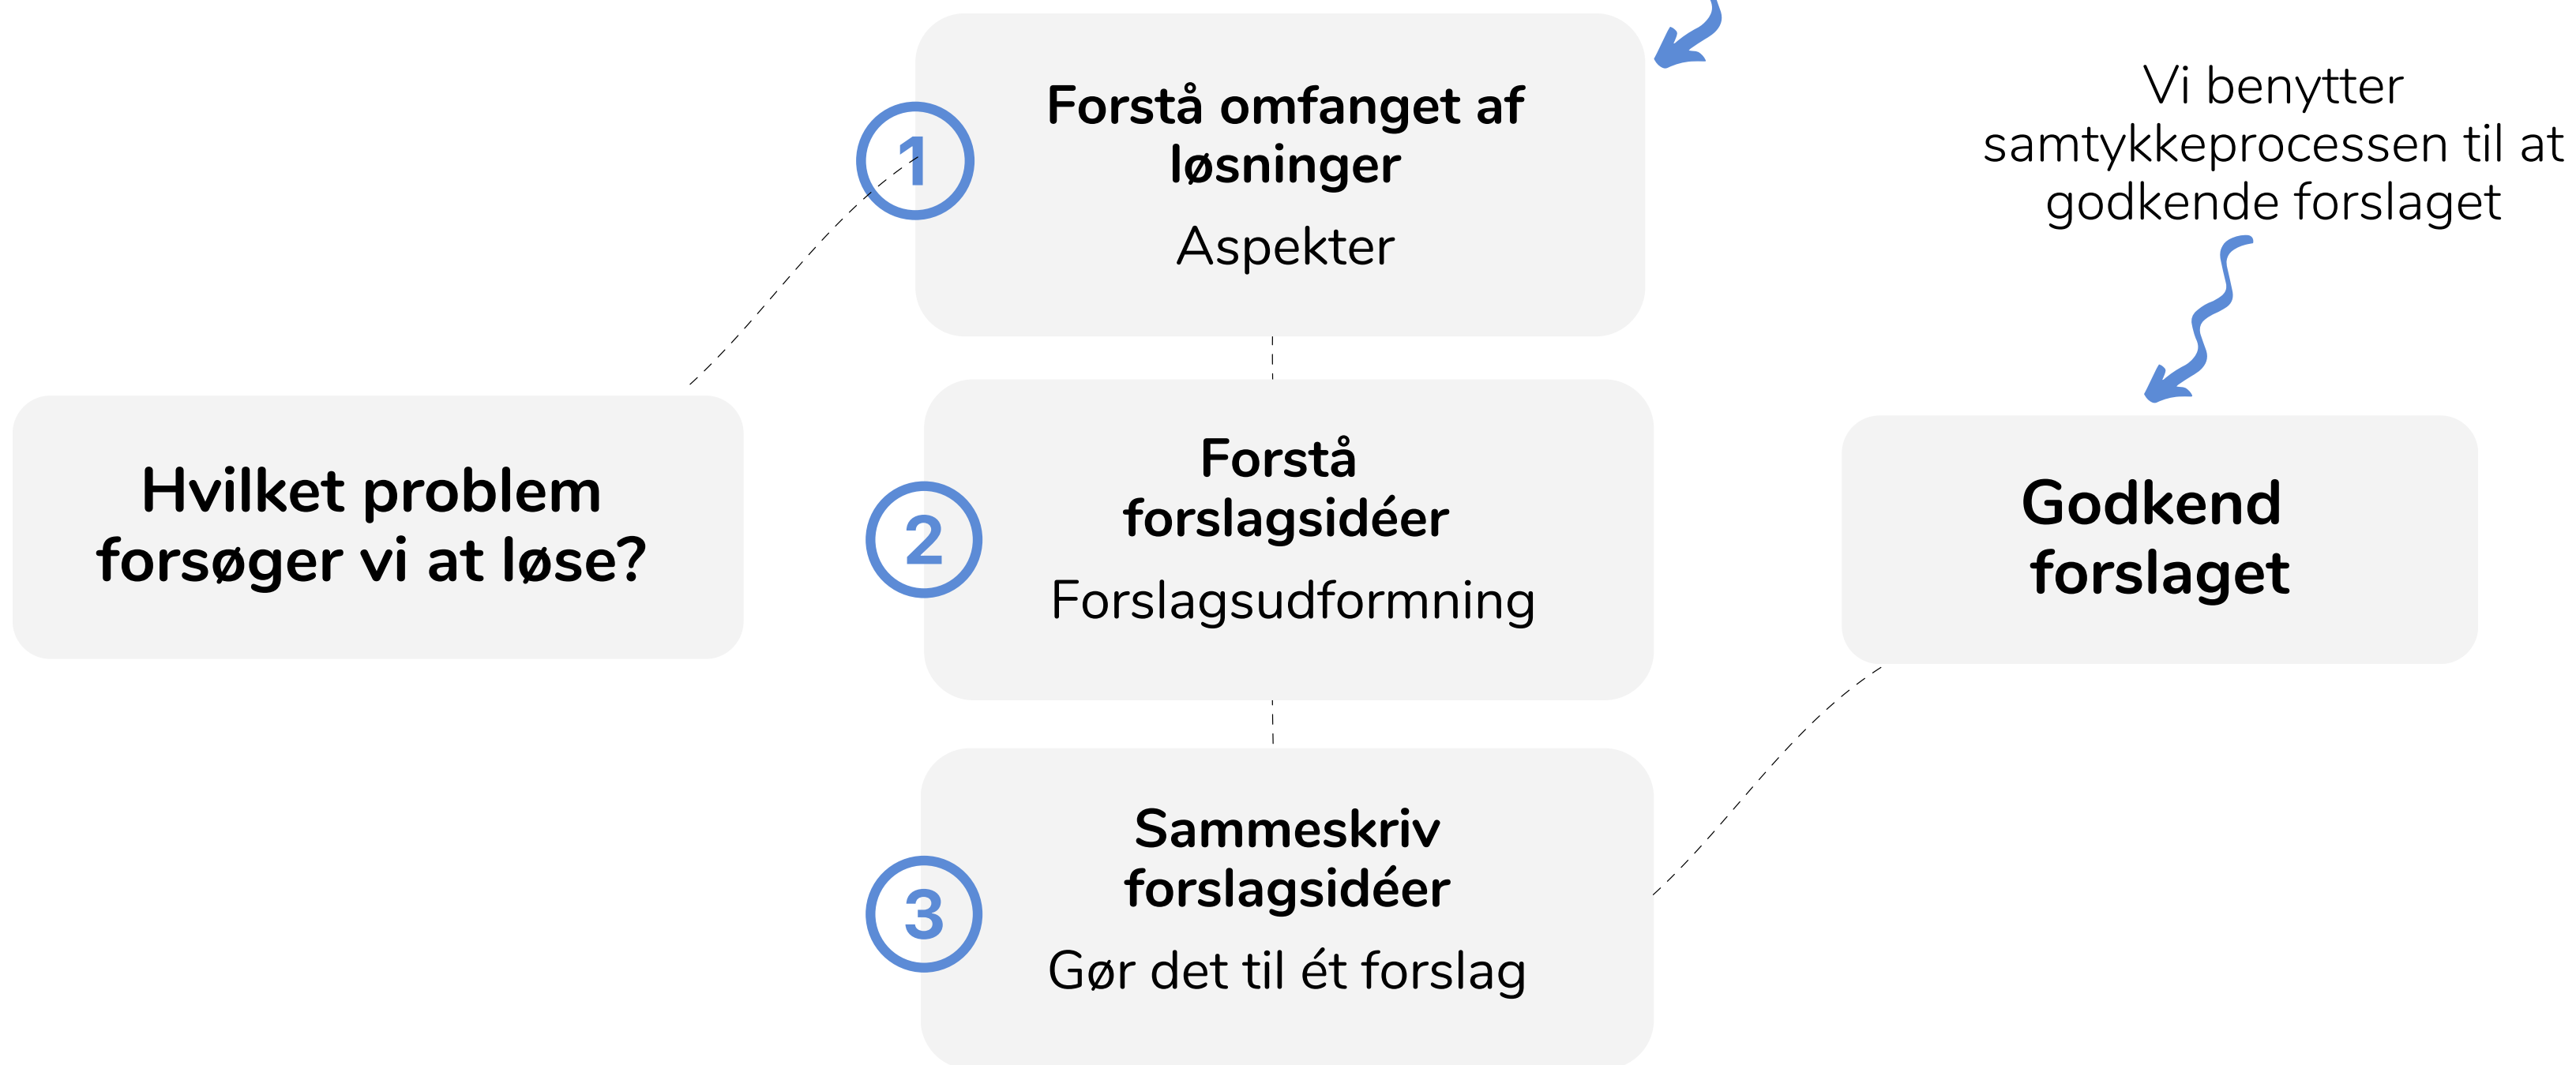 Hvilket problem
forsøger vi at løse?
1
Forstå omfanget af
løsninger
Aspekter
2
Forstå
forslagsidéer
Forslagsudformning
3
Sammeskriv
forslagsidéer
Gør det til ét forslag
Vi benytter
samtykkeprocessen til at
godkende forslaget
Godkend
forslaget